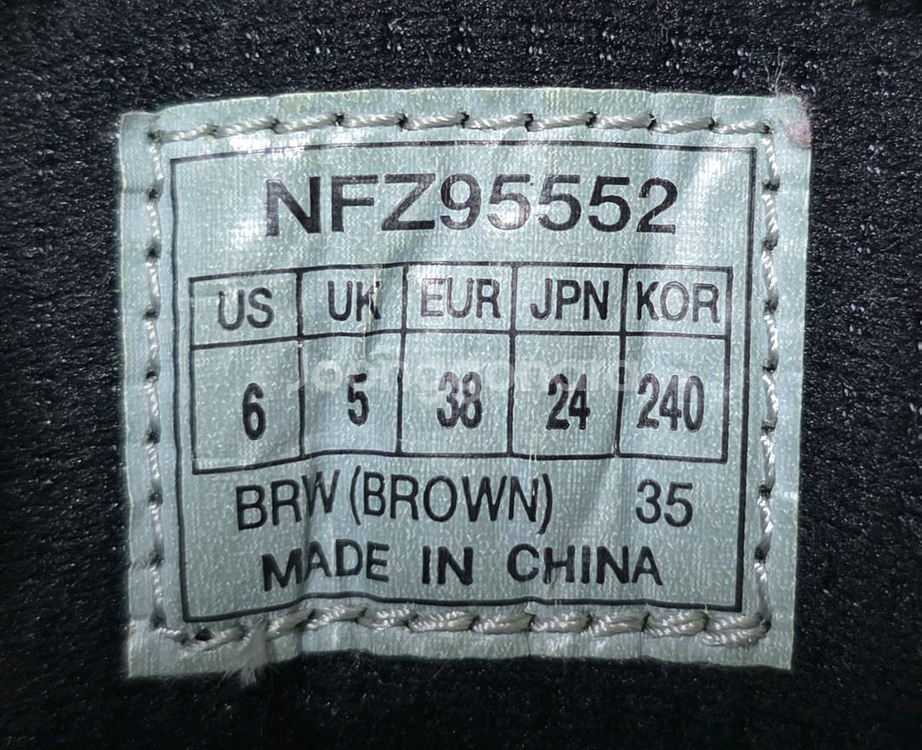 NFZ95552
US UK EUR JPN KOR
6 5 38 24 240
BRW (BROWN) 35
MADE IN CHINA